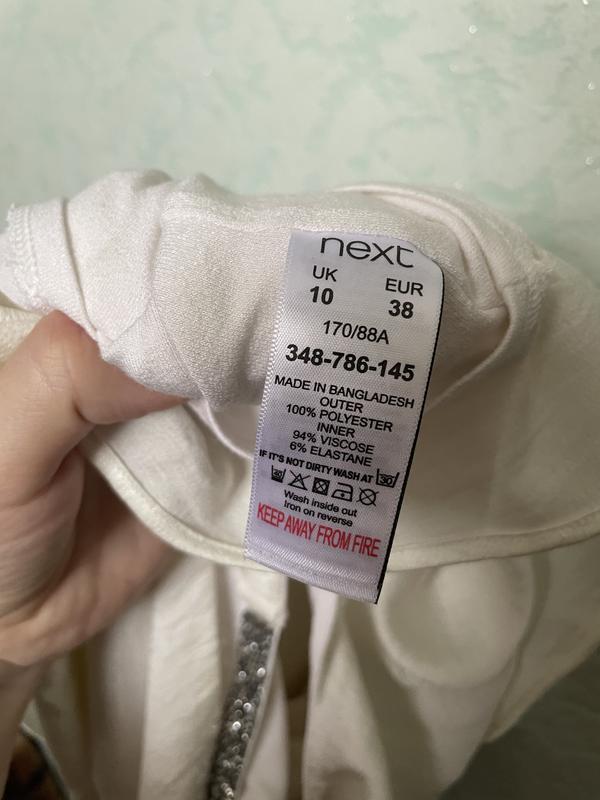 next
UK EUR
10 38
170/88A
348-786-145
MADE IN BANGLADESH
OUTER
100% POLYESTER
INNER
94% VISCOSE
6% ELASTANE
IF IT'S NOT DIRTY WASH AT 30
30
Wash inside out
Iron on reverse
KEEP AWAY FROM FIRE